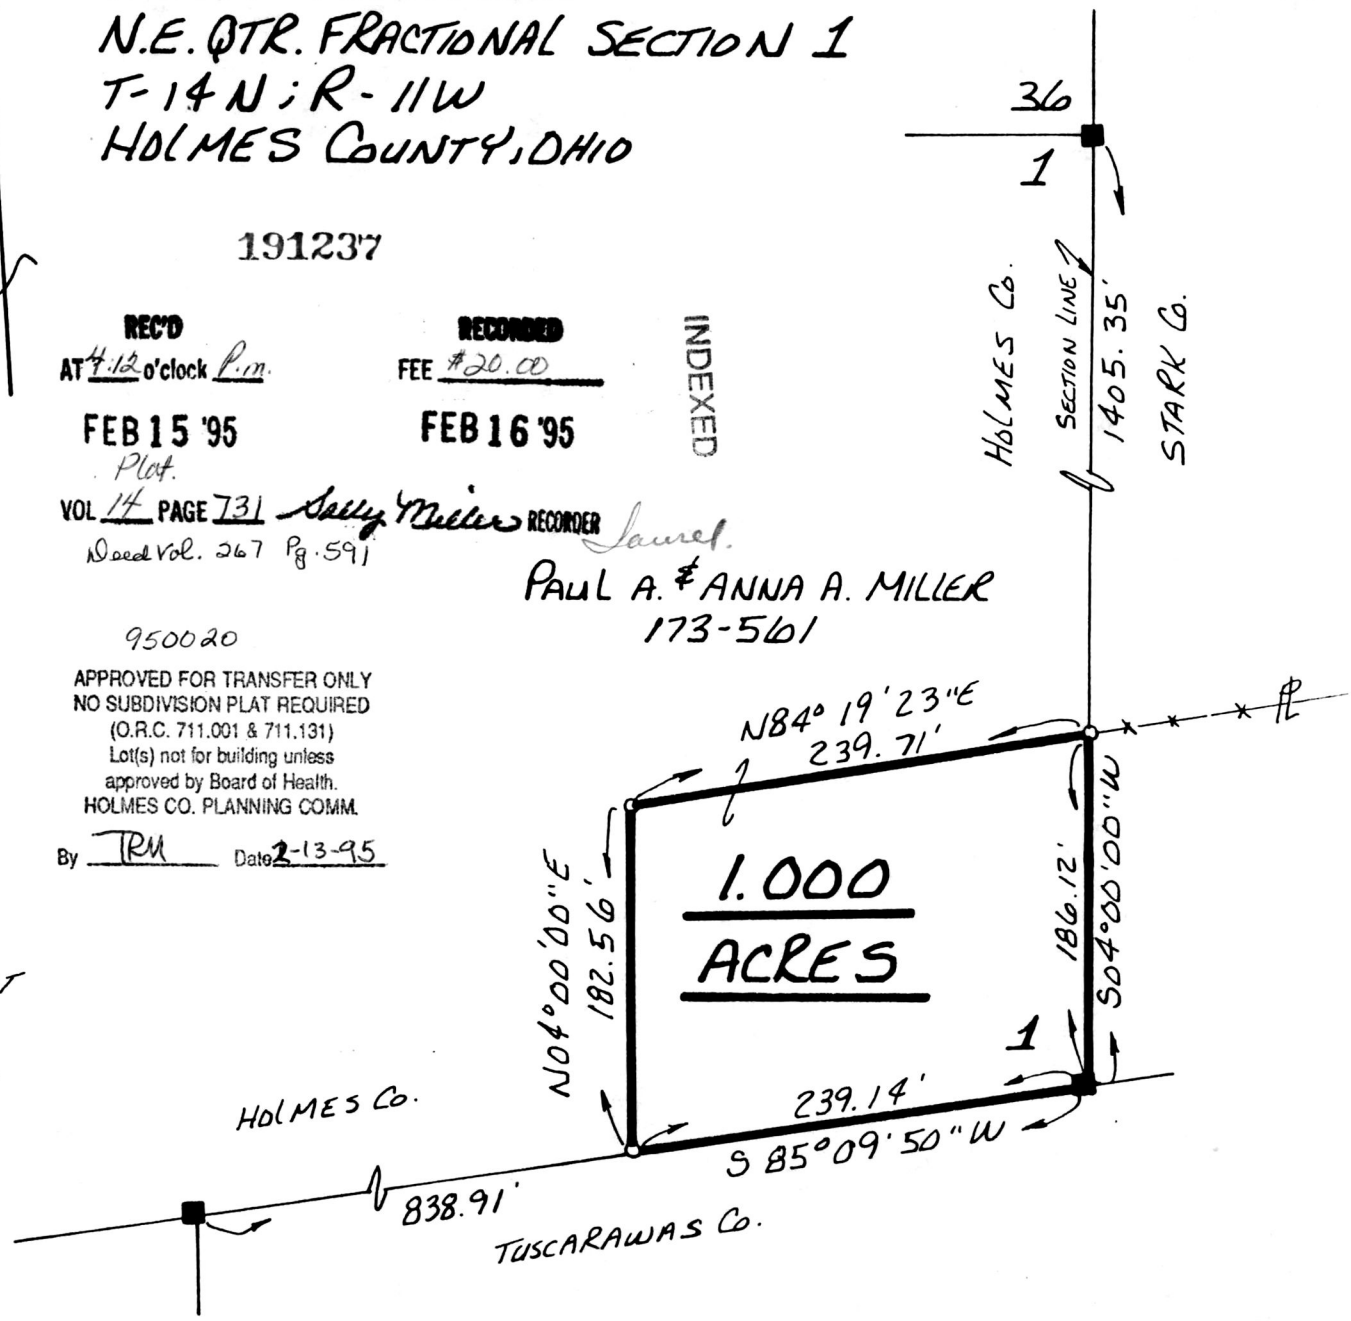 N.E. QTR. FRACTIONAL SECTION 1
T-14N; R-11W
HOLMES COUNTY, OHIO
191237
REC'D
AT 4:12 o'clock P.m.
FEB 15 '95
RECORDED
FEE $20.00
FEB 16 '95
INDEXED
Plat.
VOL 14 PAGE 731 Sally Miller RECORDER
Deed Vol. 267 Pg. 591
Laurel.
PAUL A. & ANNA A. MILLER
173-561
950020
APPROVED FOR TRANSFER ONLY
NO SUBDIVISION PLAT REQUIRED
(O.R.C. 711.001 & 711.131)
Lot(s) not for building unless
approved by Board of Health.
HOLMES CO. PLANNING COMM.
By TRM Date 2-13-95
36
1
HOLMES Co.
SECTION LINE
1405.35'
STARK Co.
N84° 19' 23"E
239.71'
PL
N04° 00' 00"E
182.56'
1.000
ACRES
186.12'
S04° 00' 00"W
1
239.14'
S 85° 09' 50" W
HOLMES Co.
838.91'
TUSCARAWAS Co.